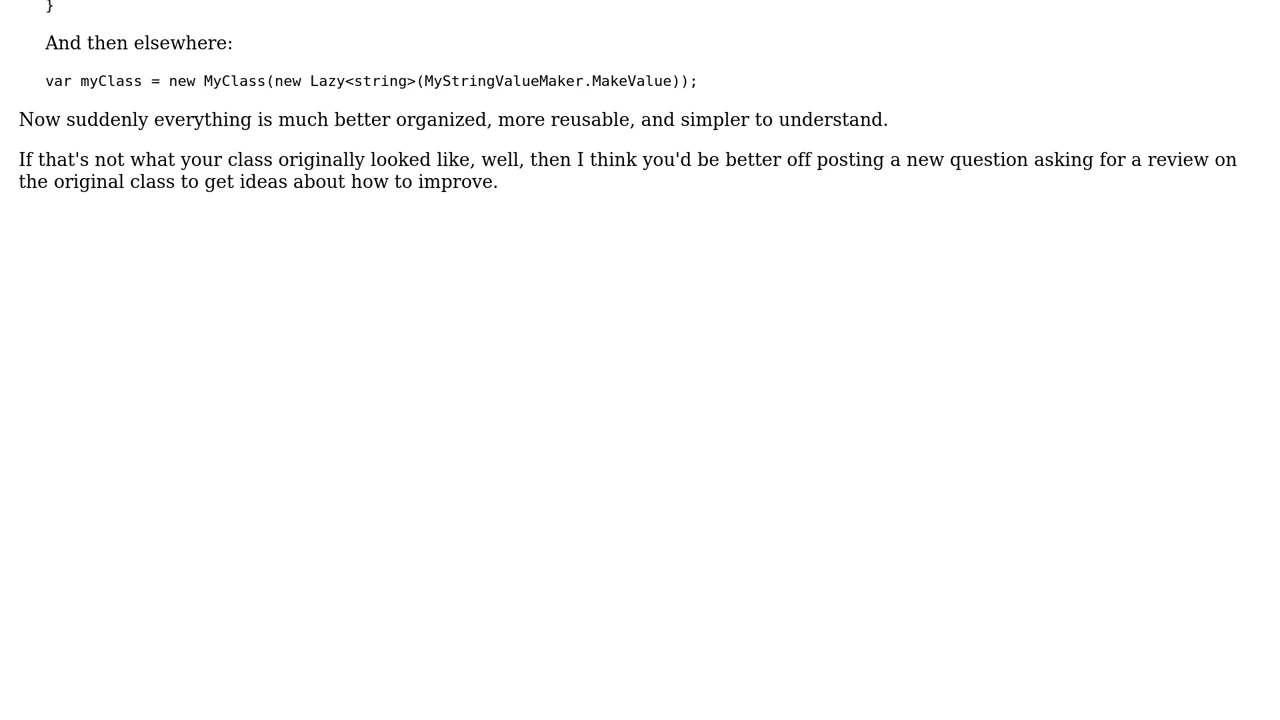 }
And then elsewhere:
var myClass = new MyClass(new Lazy<string>(MyStringValueMaker.MakeValue));
Now suddenly everything is much better organized, more reusable, and simpler to understand.
If that's not what your class originally looked like, well, then I think you'd be better off posting a new question asking for a review on
the original class to get ideas about how to improve.